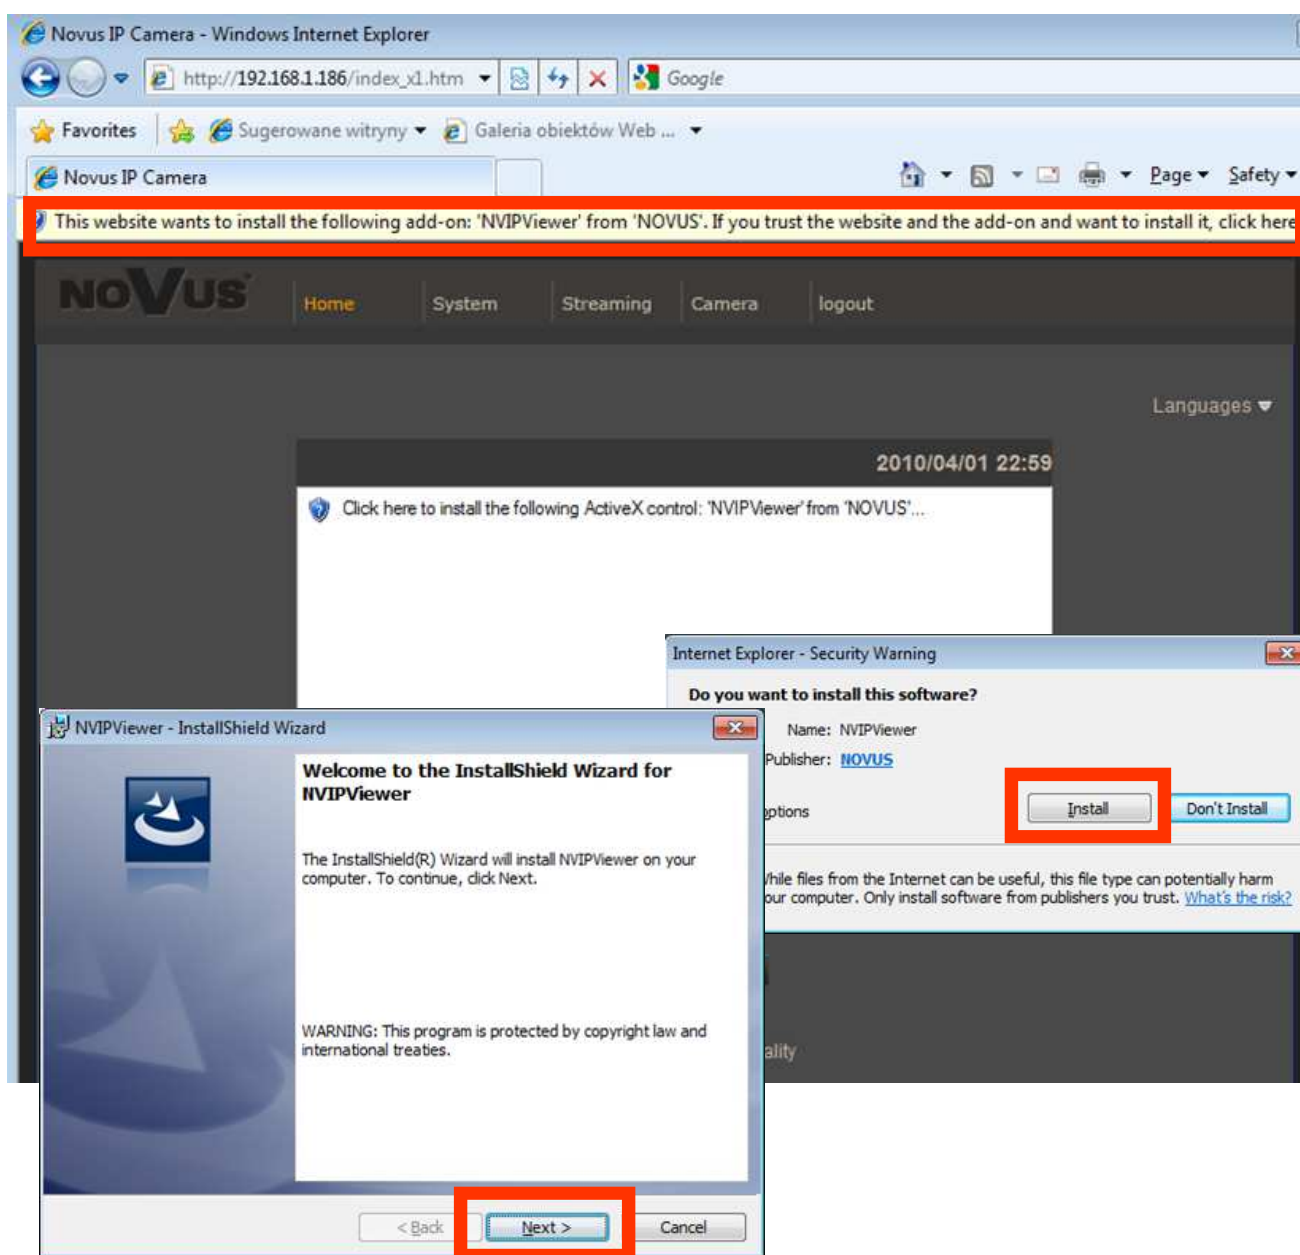 Novus IP Camera - Windows Internet Explorer
http://192.168.1.186/index_x1.htm
Google
Favorites Sugerowane witryny Galeria obiektów Web ...
Novus IP Camera
Page Safety
This website wants to install the following add-on: 'NVIPViewer' from 'NOVUS'. If you trust the website and the add-on and want to install it, click here
NOVUS Home System Streaming Camera logout
Languages
2010/04/01 22:59
Click here to install the following ActiveX control: 'NVIPViewer' from 'NOVUS'...
Internet Explorer - Security Warning
Do you want to install this software?
Name: NVIPViewer
Publisher: NOVUS
options
Install Don't Install
While files from the Internet can be useful, this file type can potentially harm
our computer. Only install software from publishers you trust. What's the risk?
ality
NVIPViewer - InstallShield Wizard
Welcome to the InstallShield Wizard for
NVIPViewer
The InstallShield(R) Wizard will install NVIPViewer on your
computer. To continue, click Next.
WARNING: This program is protected by copyright law and
international treaties.
< Back Next > Cancel